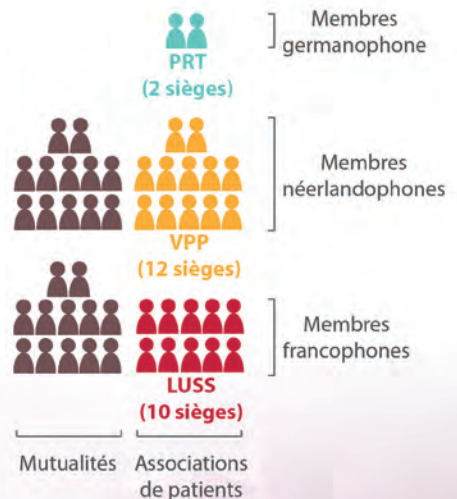 PRT
(2 sièges)
Membres
germanophone
VPP
(12 sièges)
Membres
néerlandophones
LUSS
(10 sièges)
Membres
francophones
Mutualités
Associations
de patients